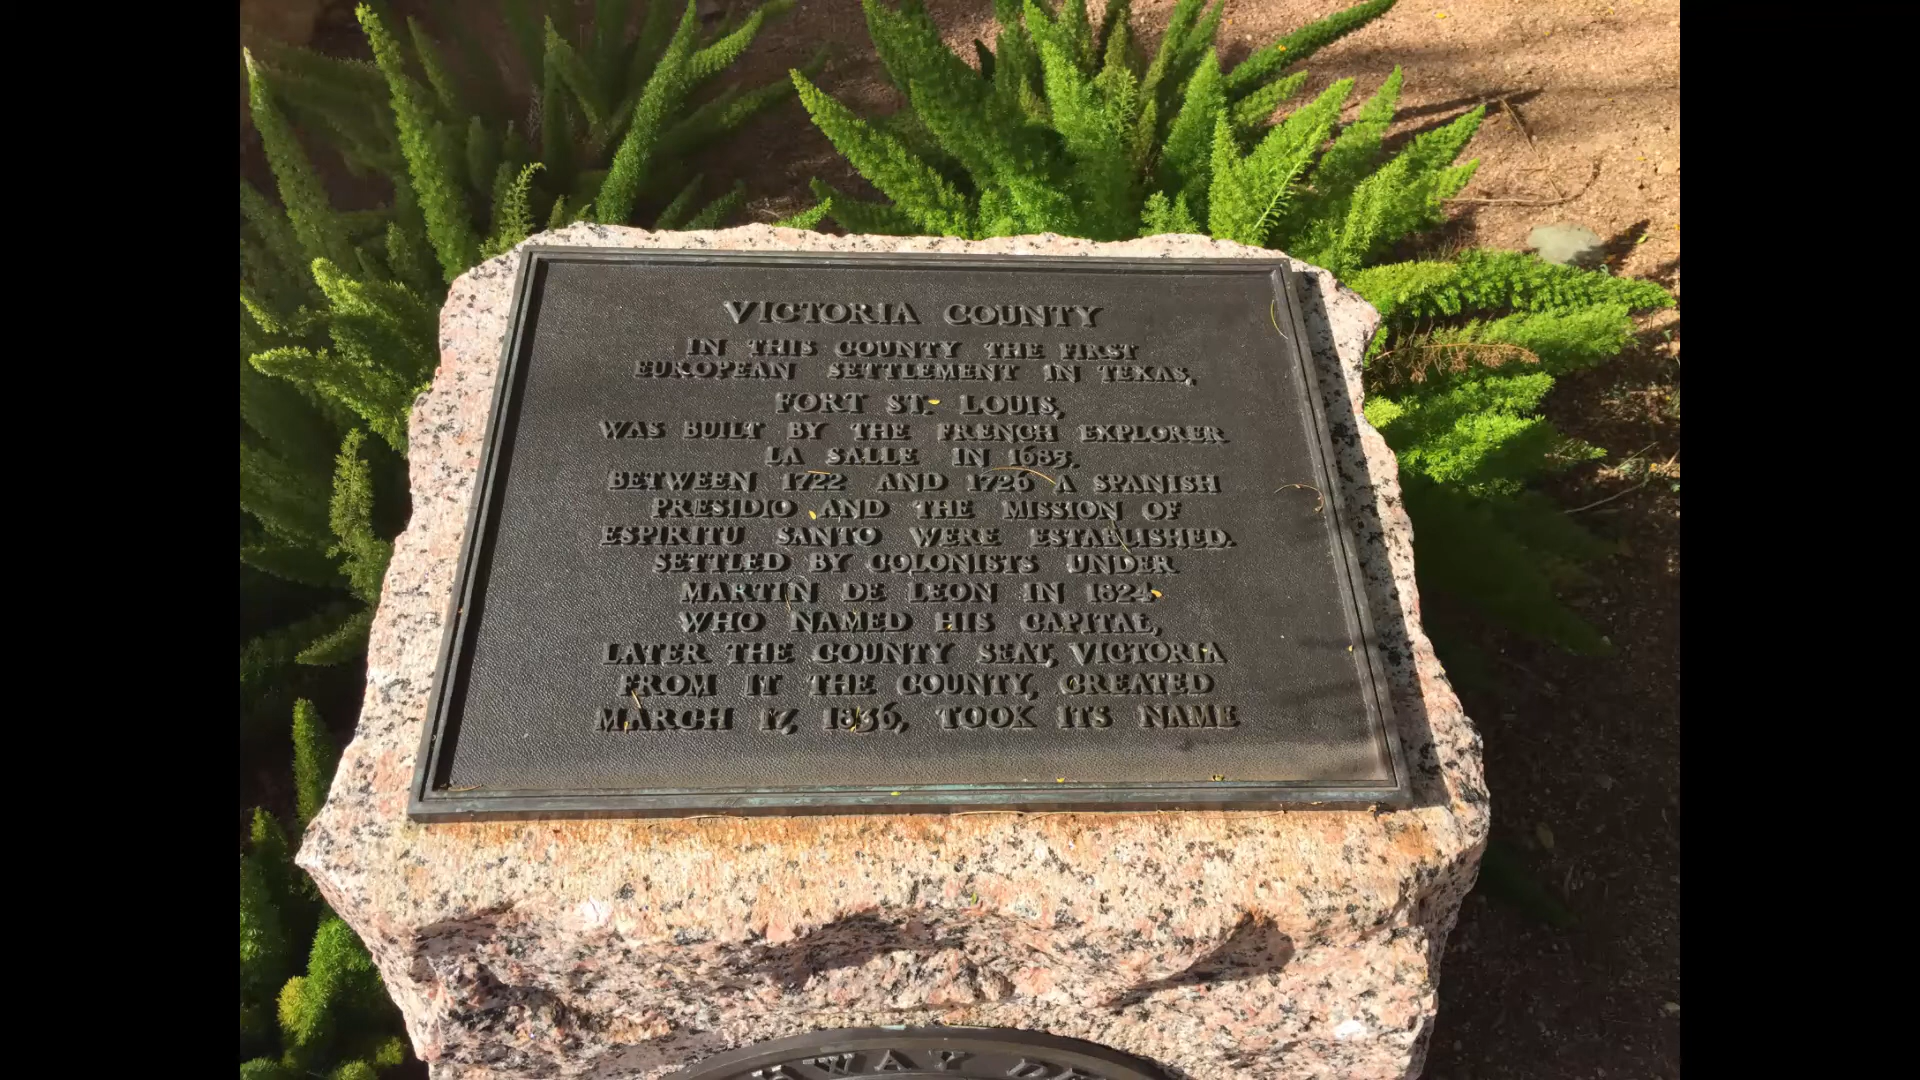 VICTORIA COUNTY
IN THIS COUNTY THE FIRST
EUROPEAN SETTLEMENT IN TEXAS,
FORT ST. LOUIS,
WAS BUILT BY THE FRENCH EXPLORER
LA SALLE IN 1683.
BETWEEN 1722 AND 1726 A SPANISH
PRESIDIO AND THE MISSION OF
ESPIRITU SANTO WERE ESTABLISHED.
SETTLED BY COLONISTS UNDER
MARTIN DE LEON IN 1824
WHO NAMED HIS CAPITAL,
LATER THE COUNTY SEAT, VICTORIA
FROM IT THE COUNTY, CREATED
MARCH 17, 1836, TOOK ITS NAME